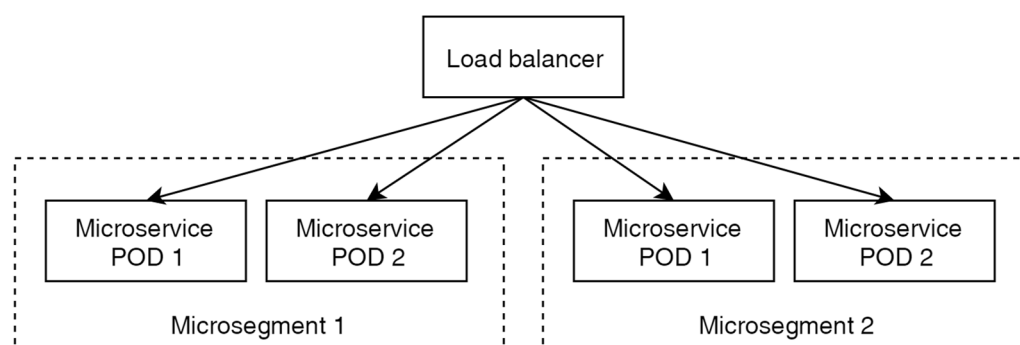 Load balancer
Microservice
POD 1
Microservice
POD 2
Microservice
POD 1
Microservice
POD 2
Microsegment 1
Microsegment 2